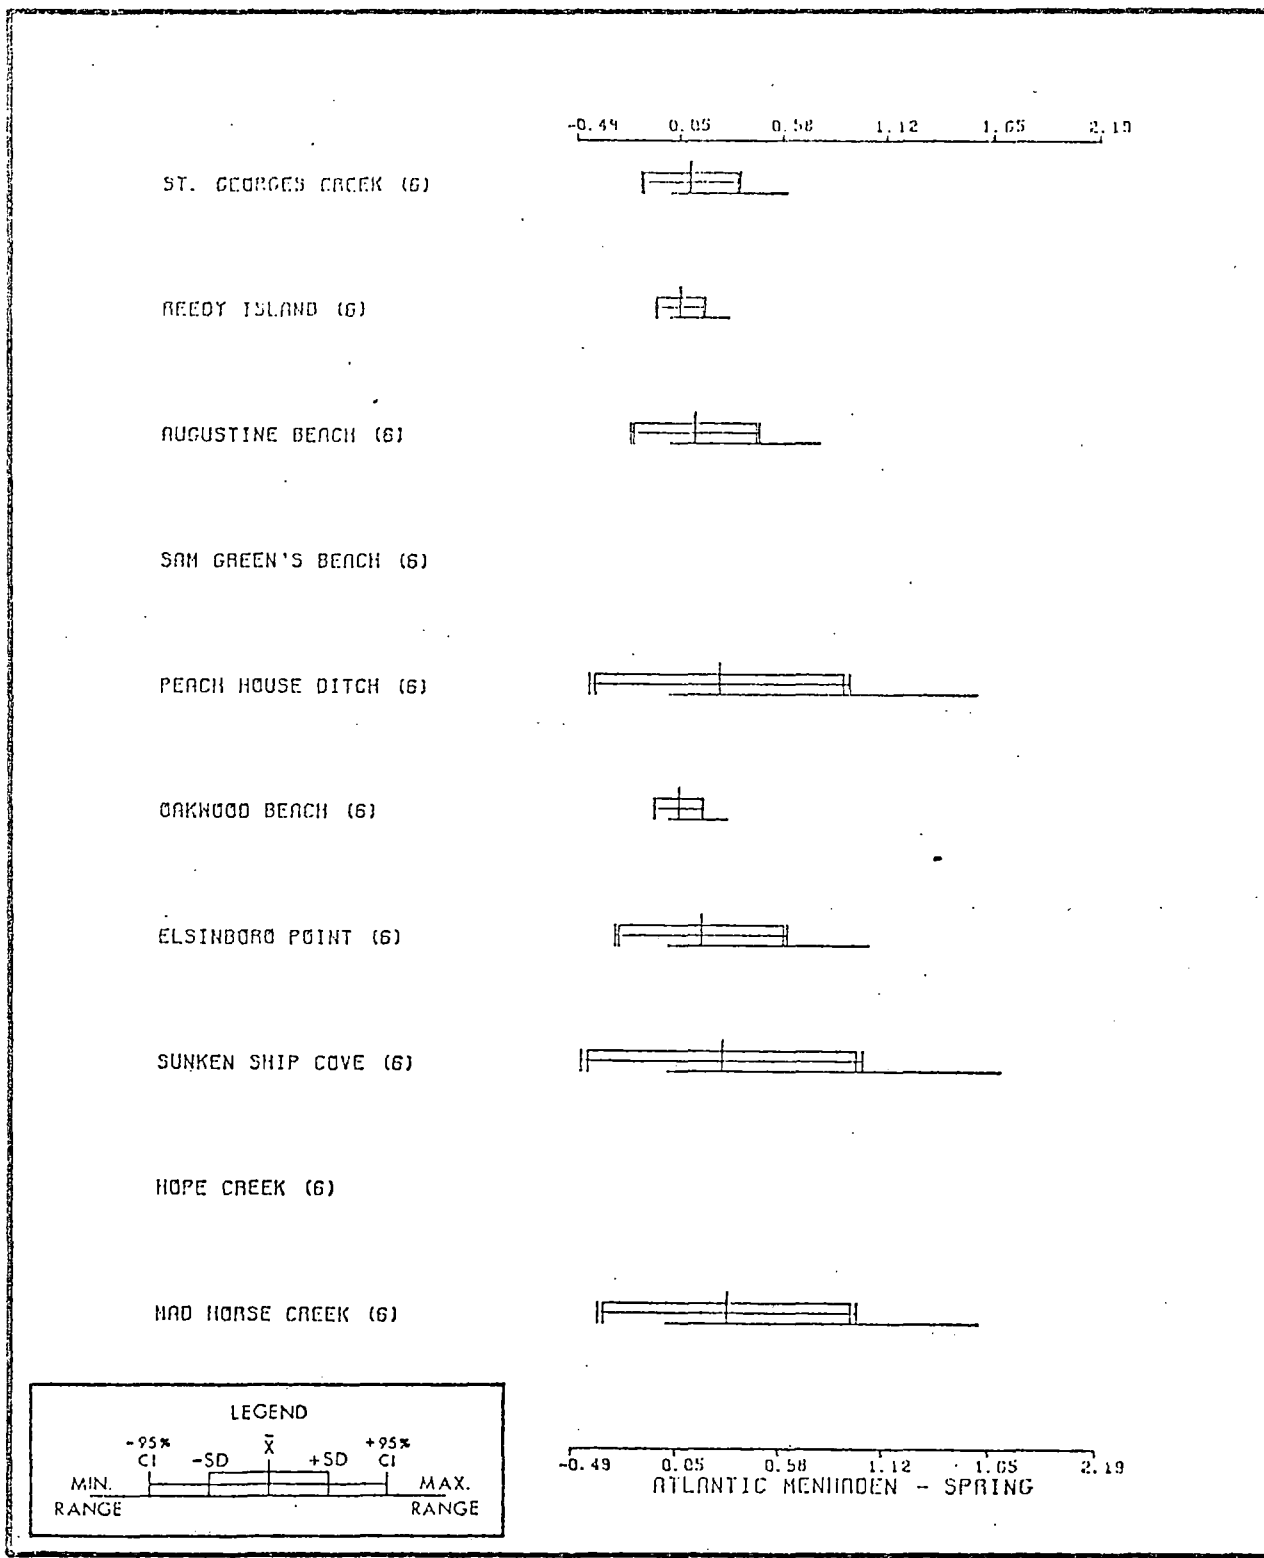 -0.49 0.05 0.58 1.12 1.65 2.19
ST. GEORGES CREEK (6)
REEDY ISLAND (6)
AUGUSTINE BEACH (6)
SAM GREEN'S BEACH (6)
PEACH HOUSE DITCH (6)
OAKWOOD BEACH (6)
ELSINBORO POINT (6)
SUNKEN SHIP COVE (6)
HOPE CREEK (6)
MAD HORSE CREEK (6)
LEGEND
-95% CI -SD X̄ +SD +95% CI
MIN. RANGE MAX. RANGE
-0.49 0.05 0.58 1.12 1.65 2.19
ATLANTIC MENHADEN - SPRING